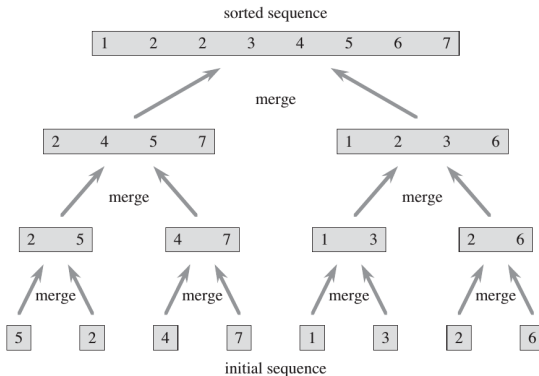 sorted sequence
1 2 2 3 4 5 6 7
merge
2 4 5 7 1 2 3 6
merge merge
2 5 4 7 1 3 2 6
merge merge merge merge
5 2 4 7 1 3 2 6
initial sequence